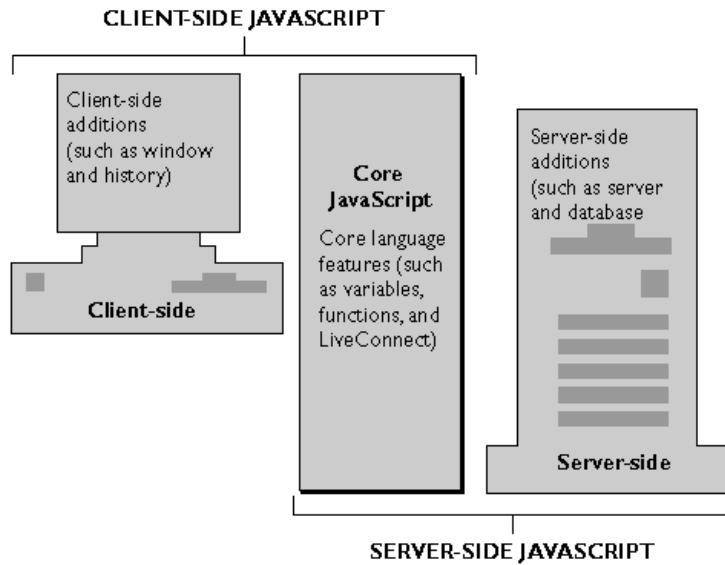 CLIENT-SIDE JAVASCRIPT
Client-side
additions
(such as window
and history)
Client-side
Core
JavaScript
Core language
features (such
as variables,
functions, and
LiveConnect)
Server-side
additions
(such as server
and database
Server-side
SERVER-SIDE JAVASCRIPT